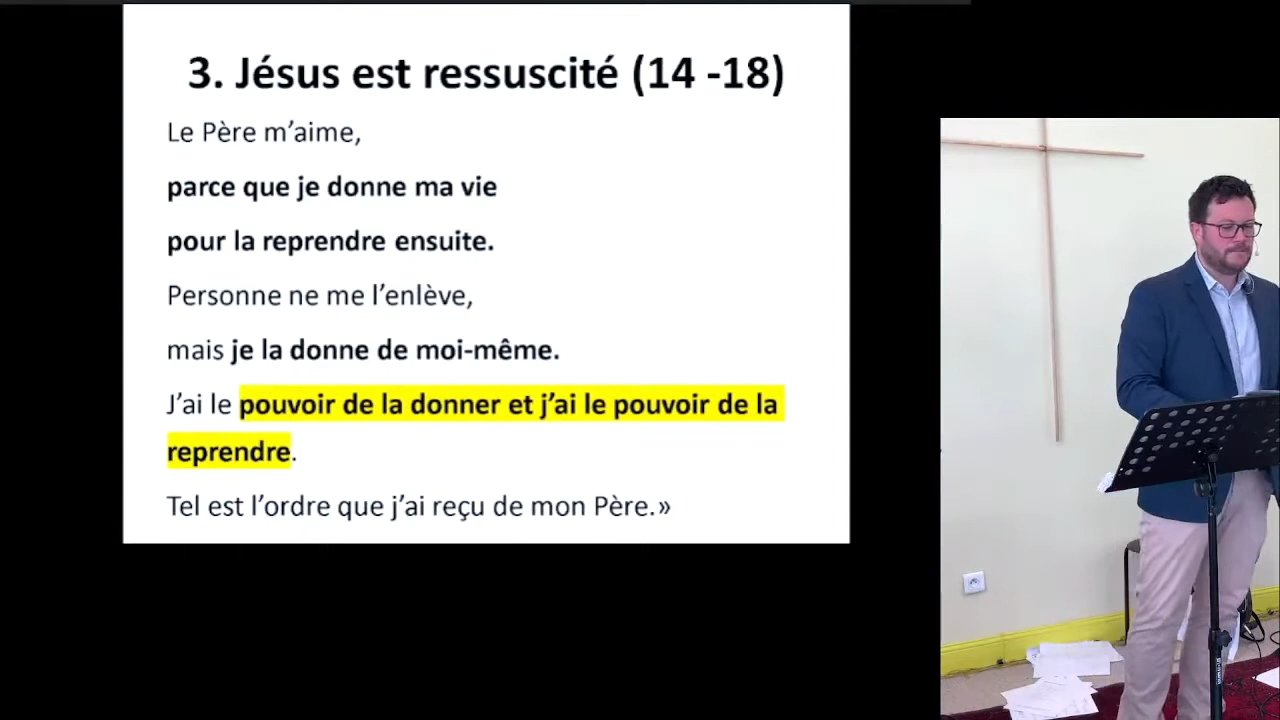 3. Jésus est ressuscité (14 -18)
Le Père m’aime,
parce que je donne ma vie
pour la reprendre ensuite.
Personne ne me l’enlève,
mais je la donne de moi-même.
J’ai le pouvoir de la donner et j’ai le pouvoir de la
reprendre.
Tel est l’ordre que j’ai reçu de mon Père.»